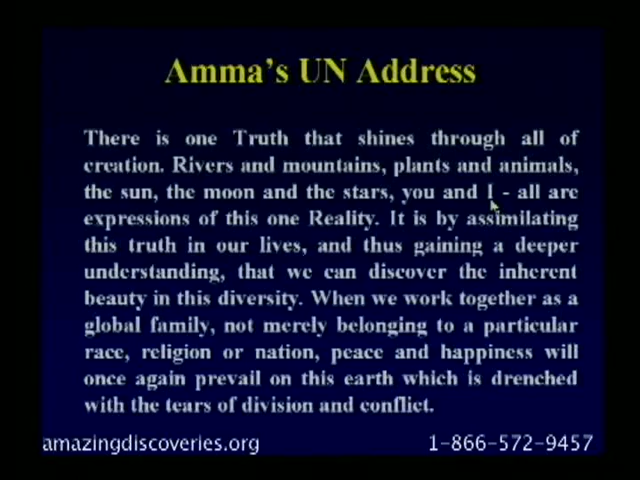 Amma's UN Address
There is one Truth that shines through all of
creation. Rivers and mountains, plants and animals,
the sun, the moon and the stars, you and I - all are
expressions of this one Reality. It is by assimilating
this truth in our lives, and thus gaining a deeper
understanding, that we can discover the inherent
beauty in this diversity. When we work together as a
global family, not merely belonging to a particular
race, religion or nation, peace and happiness will
once again prevail on this earth which is drenched
with the tears of division and conflict.
amazingdiscoveries.org 1-866-572-9457